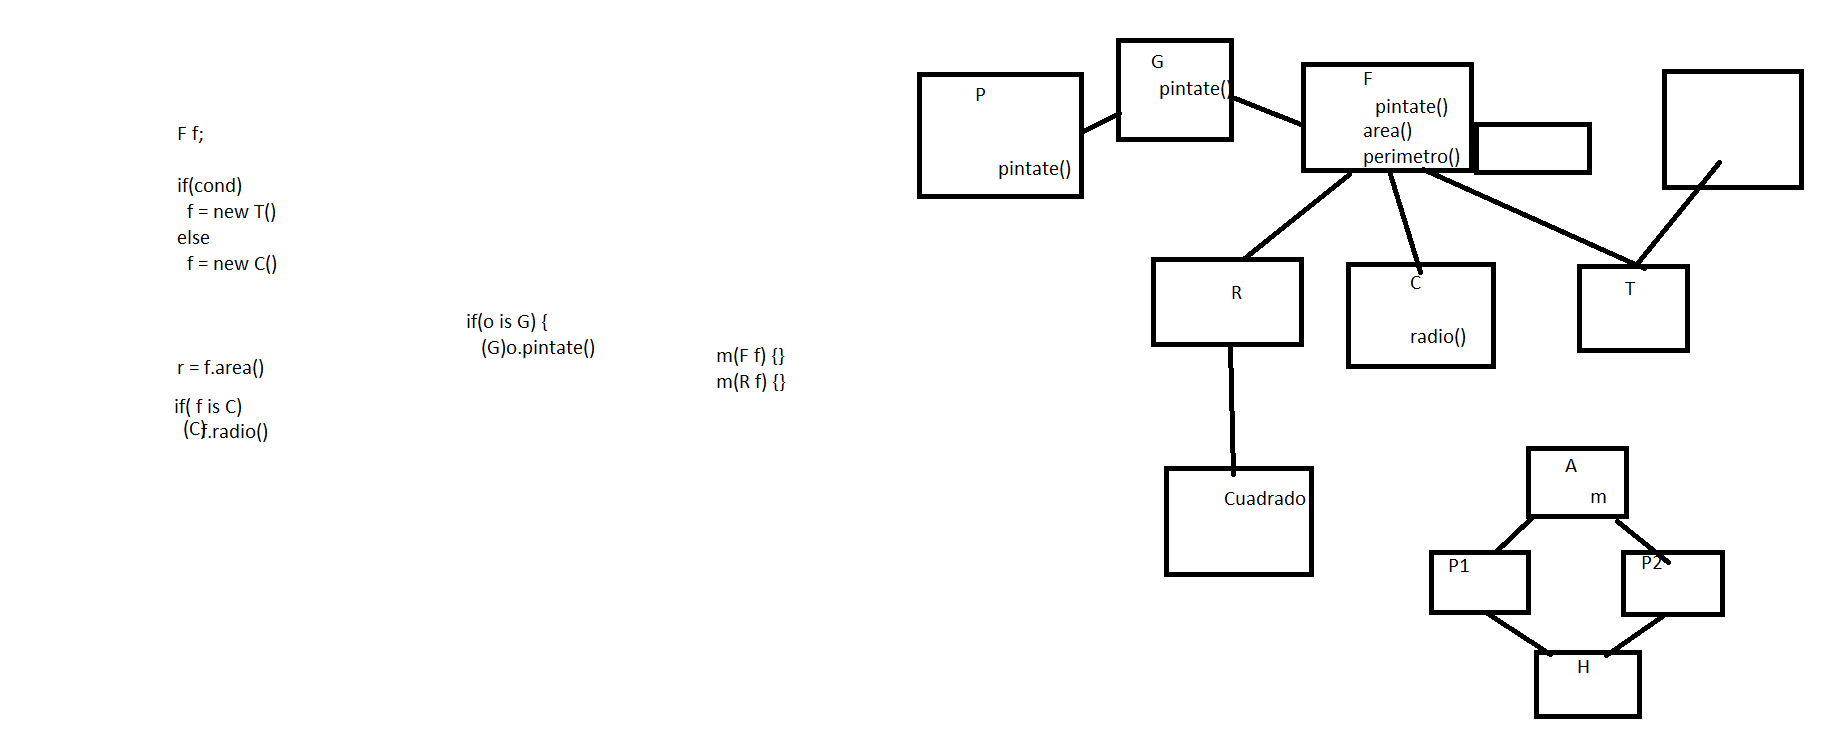 F f;
if(cond)
f = new T()
else
f = new C()
r = f.area()
if( f is C)
(C)f.radio()
if(o is G) {
(G)o.pintate()
m(F f) {}
m(R f) {}
P
pintate()
G
pintate()
F
pintate()
area()
perimetro()
R
C
radio()
T
Cuadrado
A
m
P1
P2
H